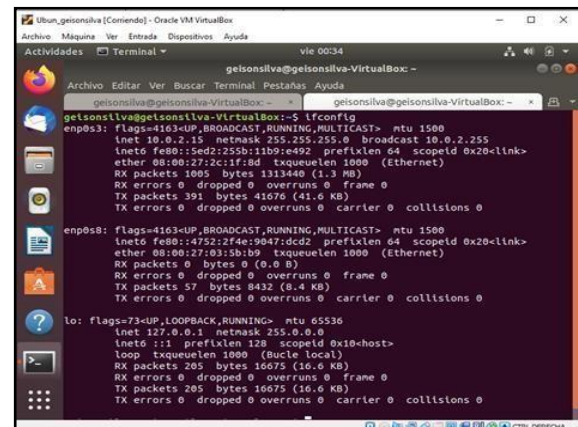 Ubun_geisonsilva [Corriendo] - Oracle VM VirtualBox
Archivo Máquina Ver Entrada Dispositivos Ayuda
Actividades Terminal vie 00:34
geisonsilva@geisonsilva-VirtualBox: ~
Archivo Editar Ver Buscar Terminal Pestañas Ayuda
geisonsilva@geisonsilva-VirtualBox: ~ geisonsilva@geisonsilva-VirtualBox: ~
geisonsilva@geisonsilva-VirtualBox:~$ ifconfig
enp0s3: flags=4163<UP,BROADCAST,RUNNING,MULTICAST> mtu 1500
inet 10.0.2.15 netmask 255.255.255.0 broadcast 10.0.2.255
inet6 fe80::5ed2:255b:11b9:e492 prefixlen 64 scopeid 0x20<link>
ether 08:00:27:2c:1f:8d txqueuelen 1000 (Ethernet)
RX packets 1005 bytes 1313440 (1.3 MB)
RX errors 0 dropped 0 overruns 0 frame 0
TX packets 391 bytes 41676 (41.6 KB)
TX errors 0 dropped 0 overruns 0 carrier 0 collisions 0
enp0s8: flags=4163<UP,BROADCAST,RUNNING,MULTICAST> mtu 1500
inet6 fe80::4752:2f4e:9047:dcd2 prefixlen 64 scopeid 0x20<link>
ether 08:00:27:03:5b:b9 txqueuelen 1000 (Ethernet)
RX packets 0 bytes 0 (0.0 B)
RX errors 0 dropped 0 overruns 0 frame 0
TX packets 57 bytes 8432 (8.4 KB)
TX errors 0 dropped 0 overruns 0 carrier 0 collisions 0
lo: flags=73<UP,LOOPBACK,RUNNING> mtu 65536
inet 127.0.0.1 netmask 255.0.0.0
inet6 ::1 prefixlen 128 scopeid 0x10<host>
loop txqueuelen 1000 (Bucle local)
RX packets 205 bytes 16675 (16.6 KB)
RX errors 0 dropped 0 overruns 0 frame 0
TX packets 205 bytes 16675 (16.6 KB)
TX errors 0 dropped 0 overruns 0 carrier 0 collisions 0
CTRL DERECHA